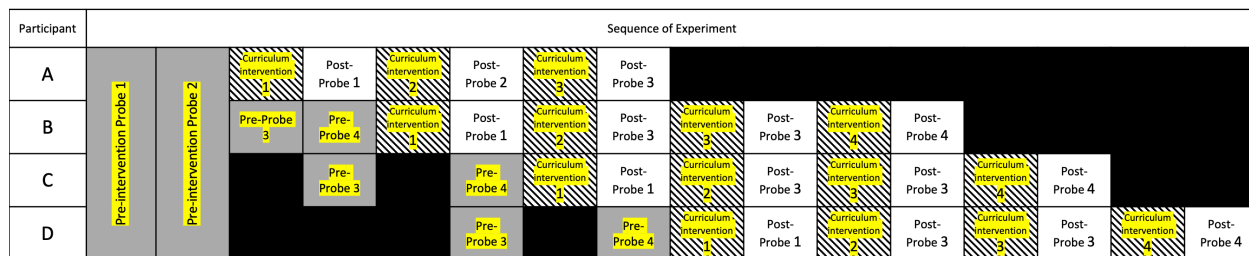 Participant
Sequence of Experiment
Pre-intervention Probe 1
Pre-intervention Probe 2
A
Curriculum
intervention
1
Post-
Probe 1
Curriculum
intervention
2
Post-
Probe 2
Curriculum
intervention
3
Post-
Probe 3
B
Pre-Probe
3
Pre-
Probe 4
Curriculum
intervention
1
Post-
Probe 1
Curriculum
intervention
2
Post-
Probe 3
Curriculum
intervention
3
Post-
Probe 3
Curriculum
intervention
4
Post-
Probe 4
C
Pre-
Probe 3
Pre-
Probe 4
Curriculum
intervention
1
Post-
Probe 1
Curriculum
intervention
2
Post-
Probe 3
Curriculum
intervention
3
Post-
Probe 3
Curriculum
intervention
4
Post-
Probe 4
D
Pre-
Probe 3
Pre-
Probe 4
Curriculum
intervention
1
Post-
Probe 1
Curriculum
intervention
2
Post-
Probe 3
Curriculum
intervention
3
Post-
Probe 3
Curriculum
intervention
4
Post-
Probe 4